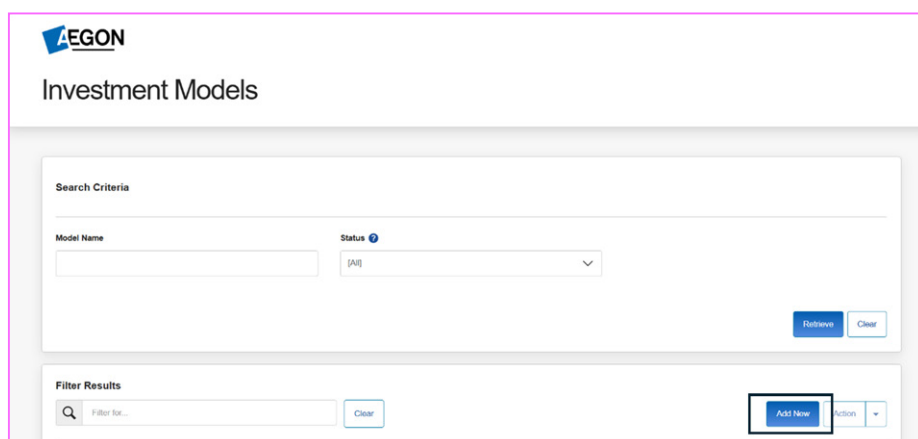 AEGON
Investment Models
Search Criteria
Model Name
Status
[All]
Retrieve
Clear
Filter Results
Filter for...
Clear
Add New
Action